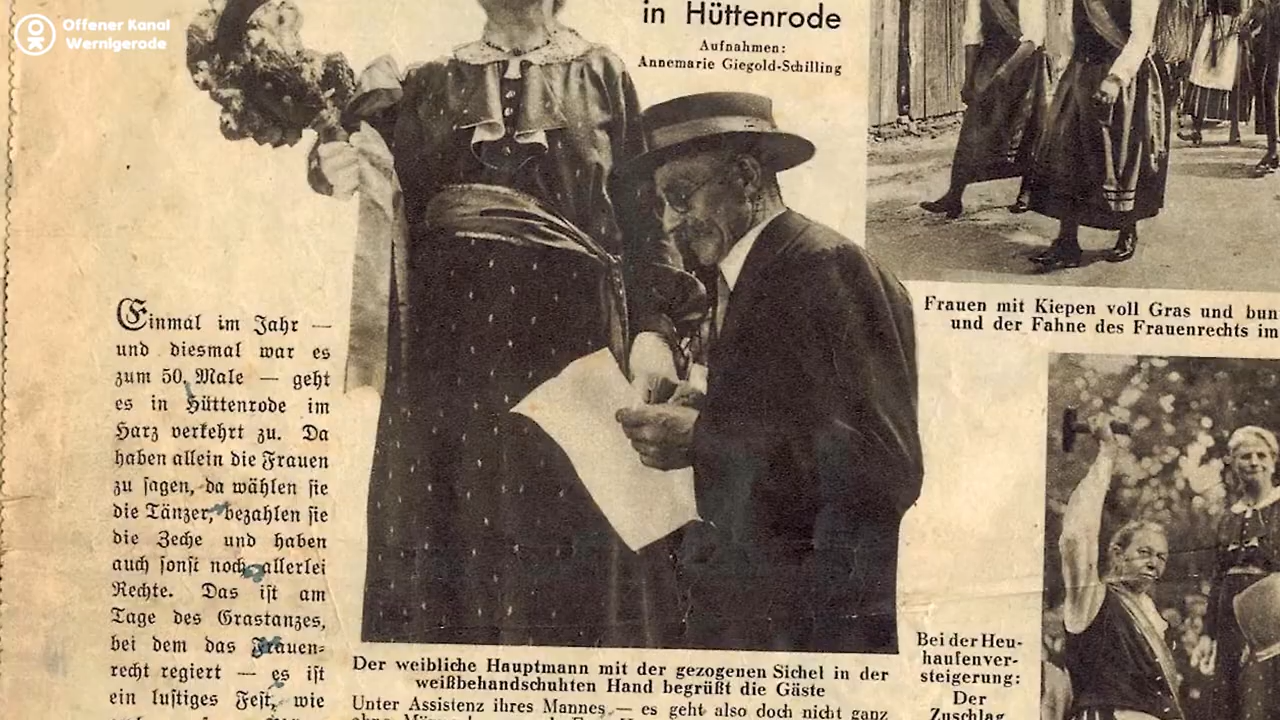 Offener Kanal
Wernigerode
in Hüttenrode
Aufnahmen:
Annemarie Giegold-Schilling
Einmal im Jahr —
und diesmal war es
zum 50. Male — geht
es in Hüttenrode im
Harz verkehrt zu. Da
haben allein die Frauen
zu sagen, da wählen sie
die Tänzer, bezahlen sie
die Zeche und haben
auch sonst noch allerlei
Rechte. Das ist am
Tage des Grastanzes,
bei dem das Frauen-
recht regiert — es ist
ein lustiges Fest, wie
Der weibliche Hauptmann mit der gezogenen Sichel in der
weißbehandschuhten Hand begrüßt die Gäste
Unter Assistenz ihres Mannes — es geht also doch nicht ganz
Frauen mit Kiepen voll Gras und bun
und der Fahne des Frauenrechts im
Bei der Heu-
haufenver-
steigerung:
Der
Zuschlag